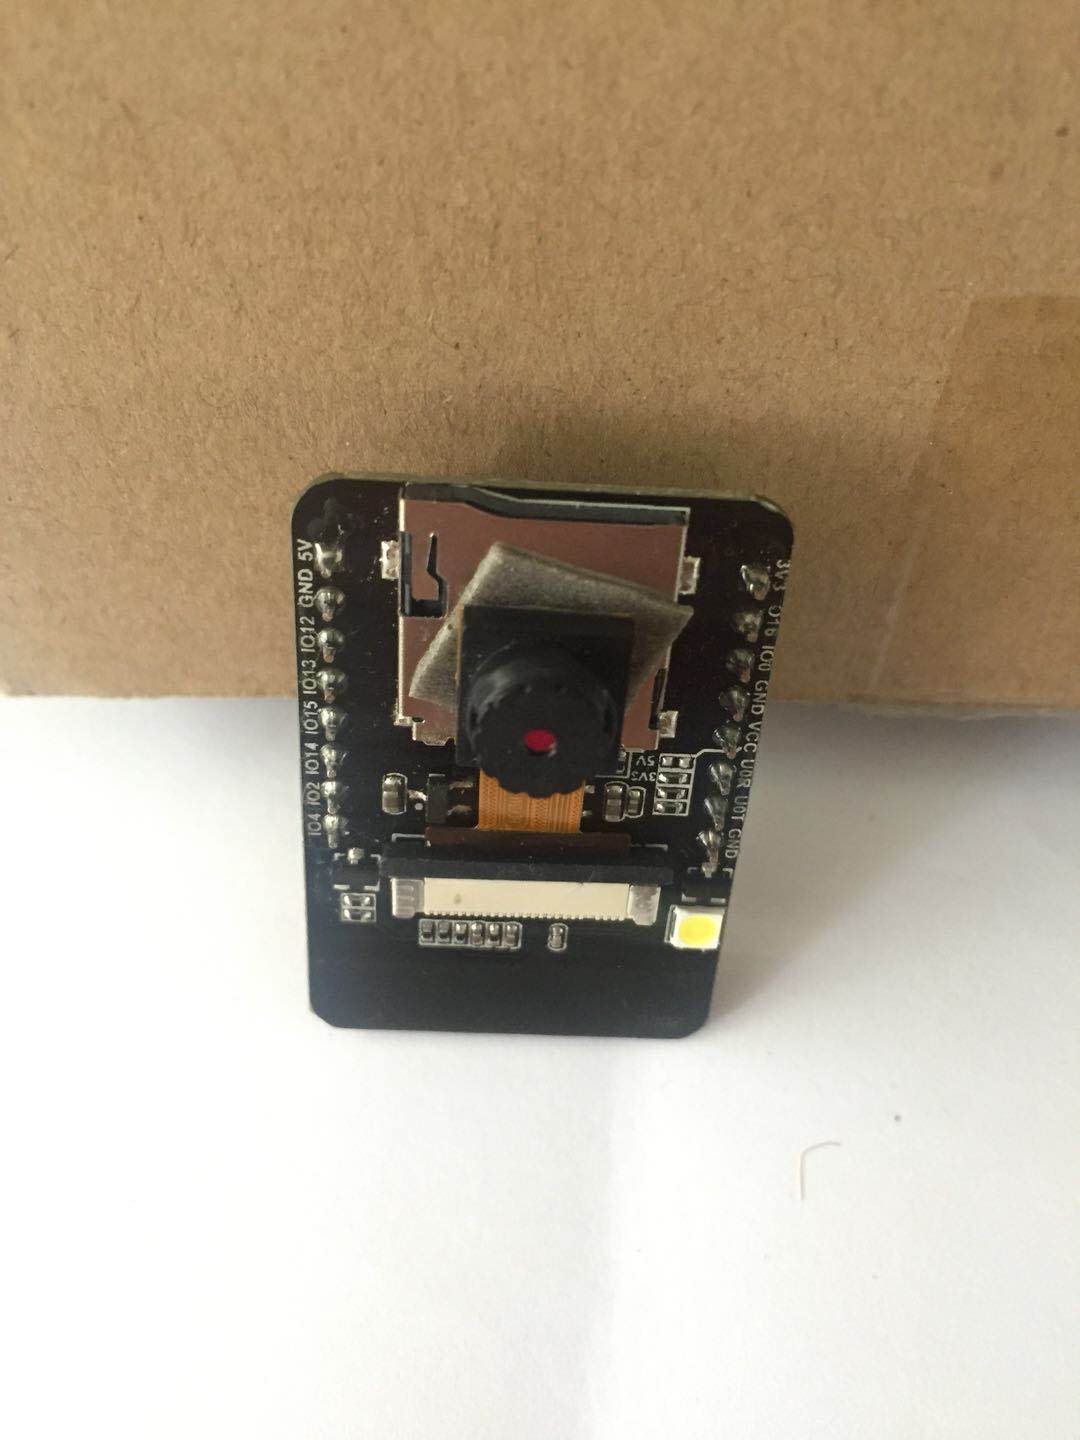 5V
GND
IO12
IO13
IO15
IO14
IO2
IO4
3V3
IO16
IO0
GND
VCC
U0R
U0T
GND
5V
3V3